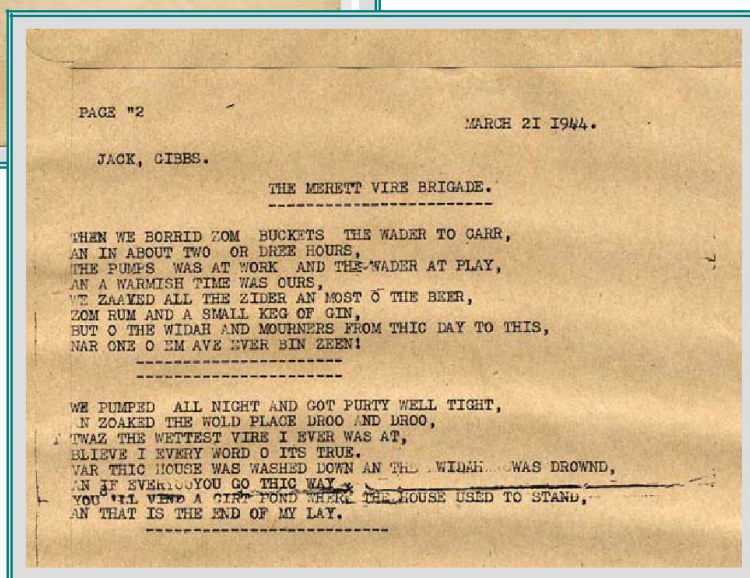 PAGE "2
MARCH 2I I944.
JACK, GIBBS.
THE MERETT VIRE BRIGADE.
THEN WE BORRID ZOM BUCKETS THE WADER TO CARR,
AN IN ABOUT TWO OR DREE HOURS,
THE PUMPS WAS AT WORK AND THE WADER AT PLAY,
AN A WARMISH TIME WAS OURS,
WE ZAAVED ALL THE ZIDER AN MOST O THE BEER,
ZOM RUM AND A SMALL KEG OF GIN,
BUT O THE WIDAH AND MOURNERS FROM THIC DAY TO THIS,
NAR ONE O EM AVE EVER BIN ZEEN!
WE PUMPED ALL NIGHT AND GOT PURTY WELL TIGHT,
N ZOAKED THE WOLD PLACE DROO AND DROO,
TWAZ THE WETTEST VIRE I EVER WAS AT,
BLIEVE I EVERY WORD O ITS TRUE.
VAR THIC HOUSE WAS WASHED DOWN AN THE WIDAH WAS DROWND,
AN IF EVER YOU GO THIC WAY
YOU 'LL VIND A GIRT POND WHERE THE HOUSE USED TO STAND,
AN THAT IS THE END OF MY LAY.